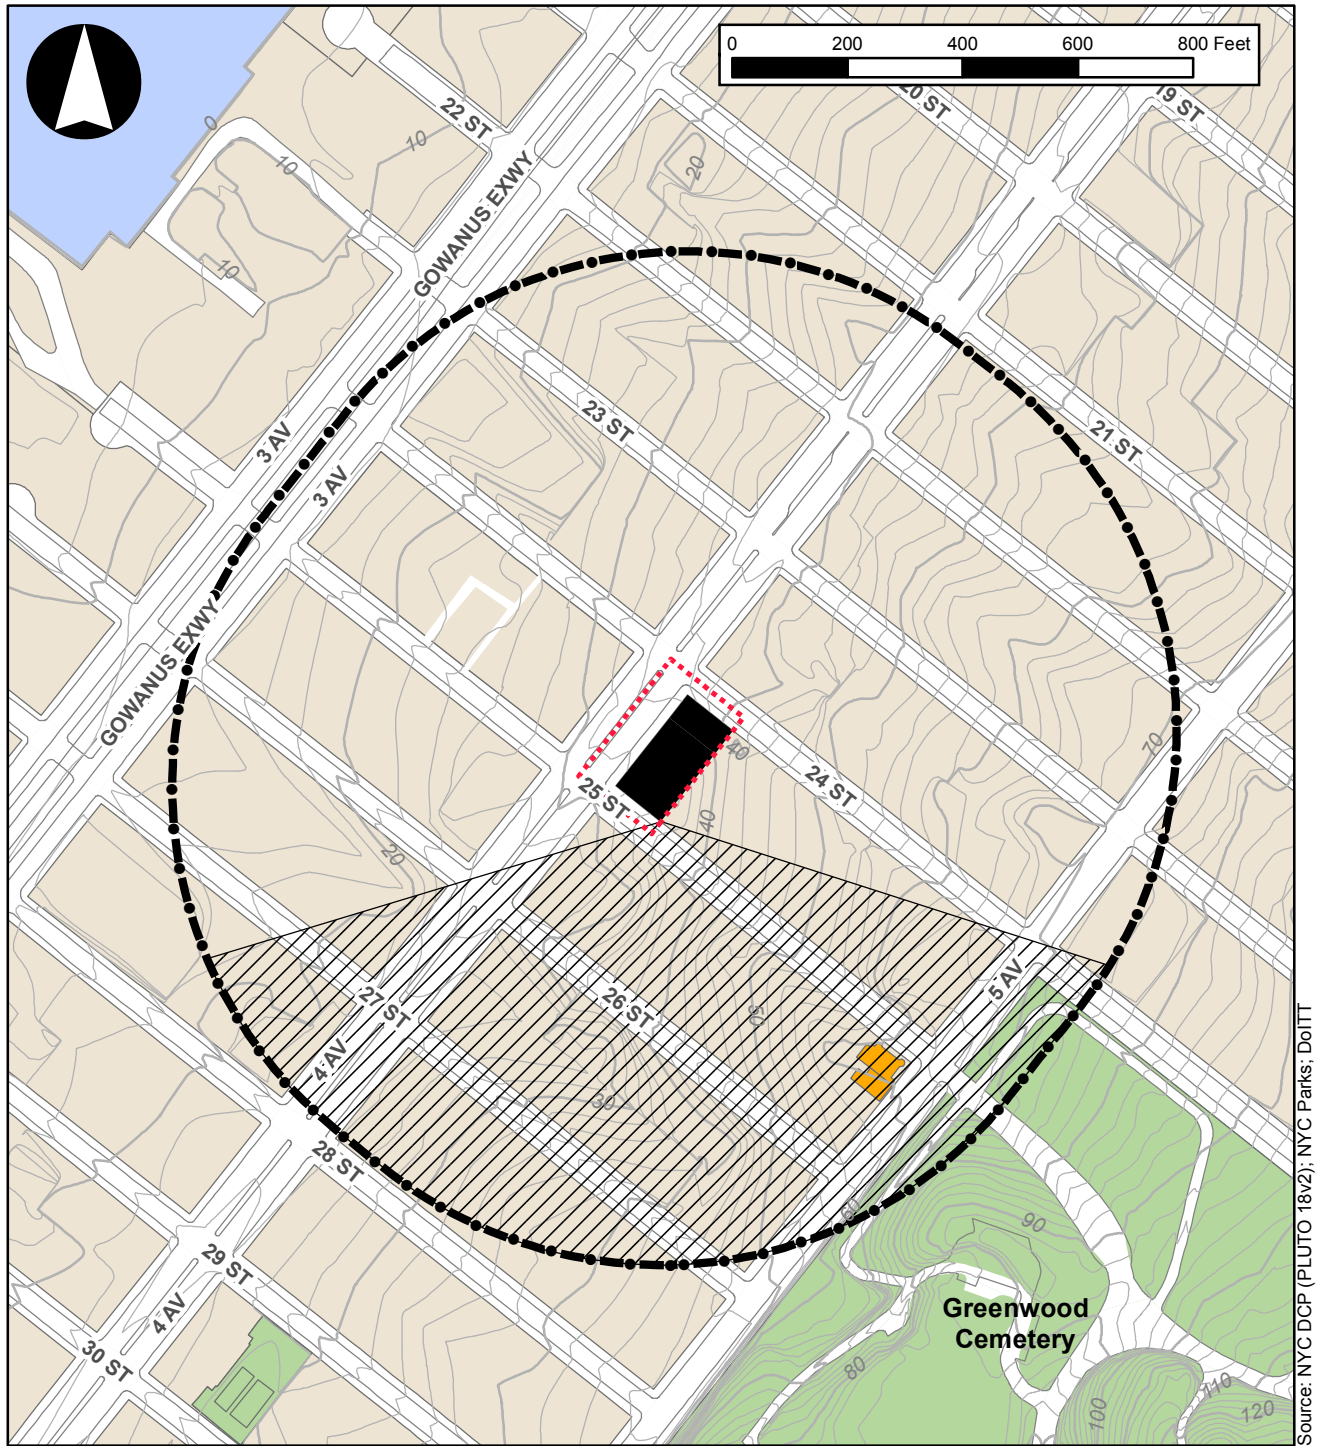 0 200 400 600 800 Feet
22 ST
20 ST
19 ST
0
10
10
20
GOWANUS EXWY
10
23 ST
21 ST
3 AV
3 AV
GOWANUS EXWY
70
40
24 ST
25 ST
40
20
5 AV
27 ST
26 ST
50
4 AV
30
28 ST
60
90
29 ST
4 AV
Greenwood
Cemetery
30 ST
80
100
110
120
Source: NYC DCP (PLUTO 18v2); NYC Parks; DoITT